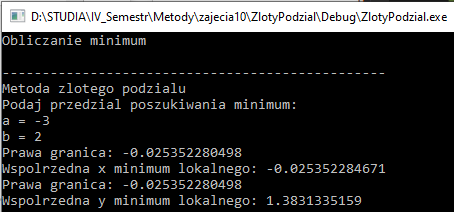 D:\STUDIA\IV_Semestr\Metody\zajecia10\ZlotyPodzial\Debug\ZlotyPodzial.exe
Obliczanie minimum
------------------------------------------------
Metoda zlotego podzialu
Podaj przedzial poszukiwania minimum:
a = -3
b = 2
Prawa granica: -0.025352280498
Wspolrzedna x minimum lokalnego: -0.025352284671
Prawa granica: -0.025352280498
Wspolrzedna y minimum lokalnego: 1.3831335159